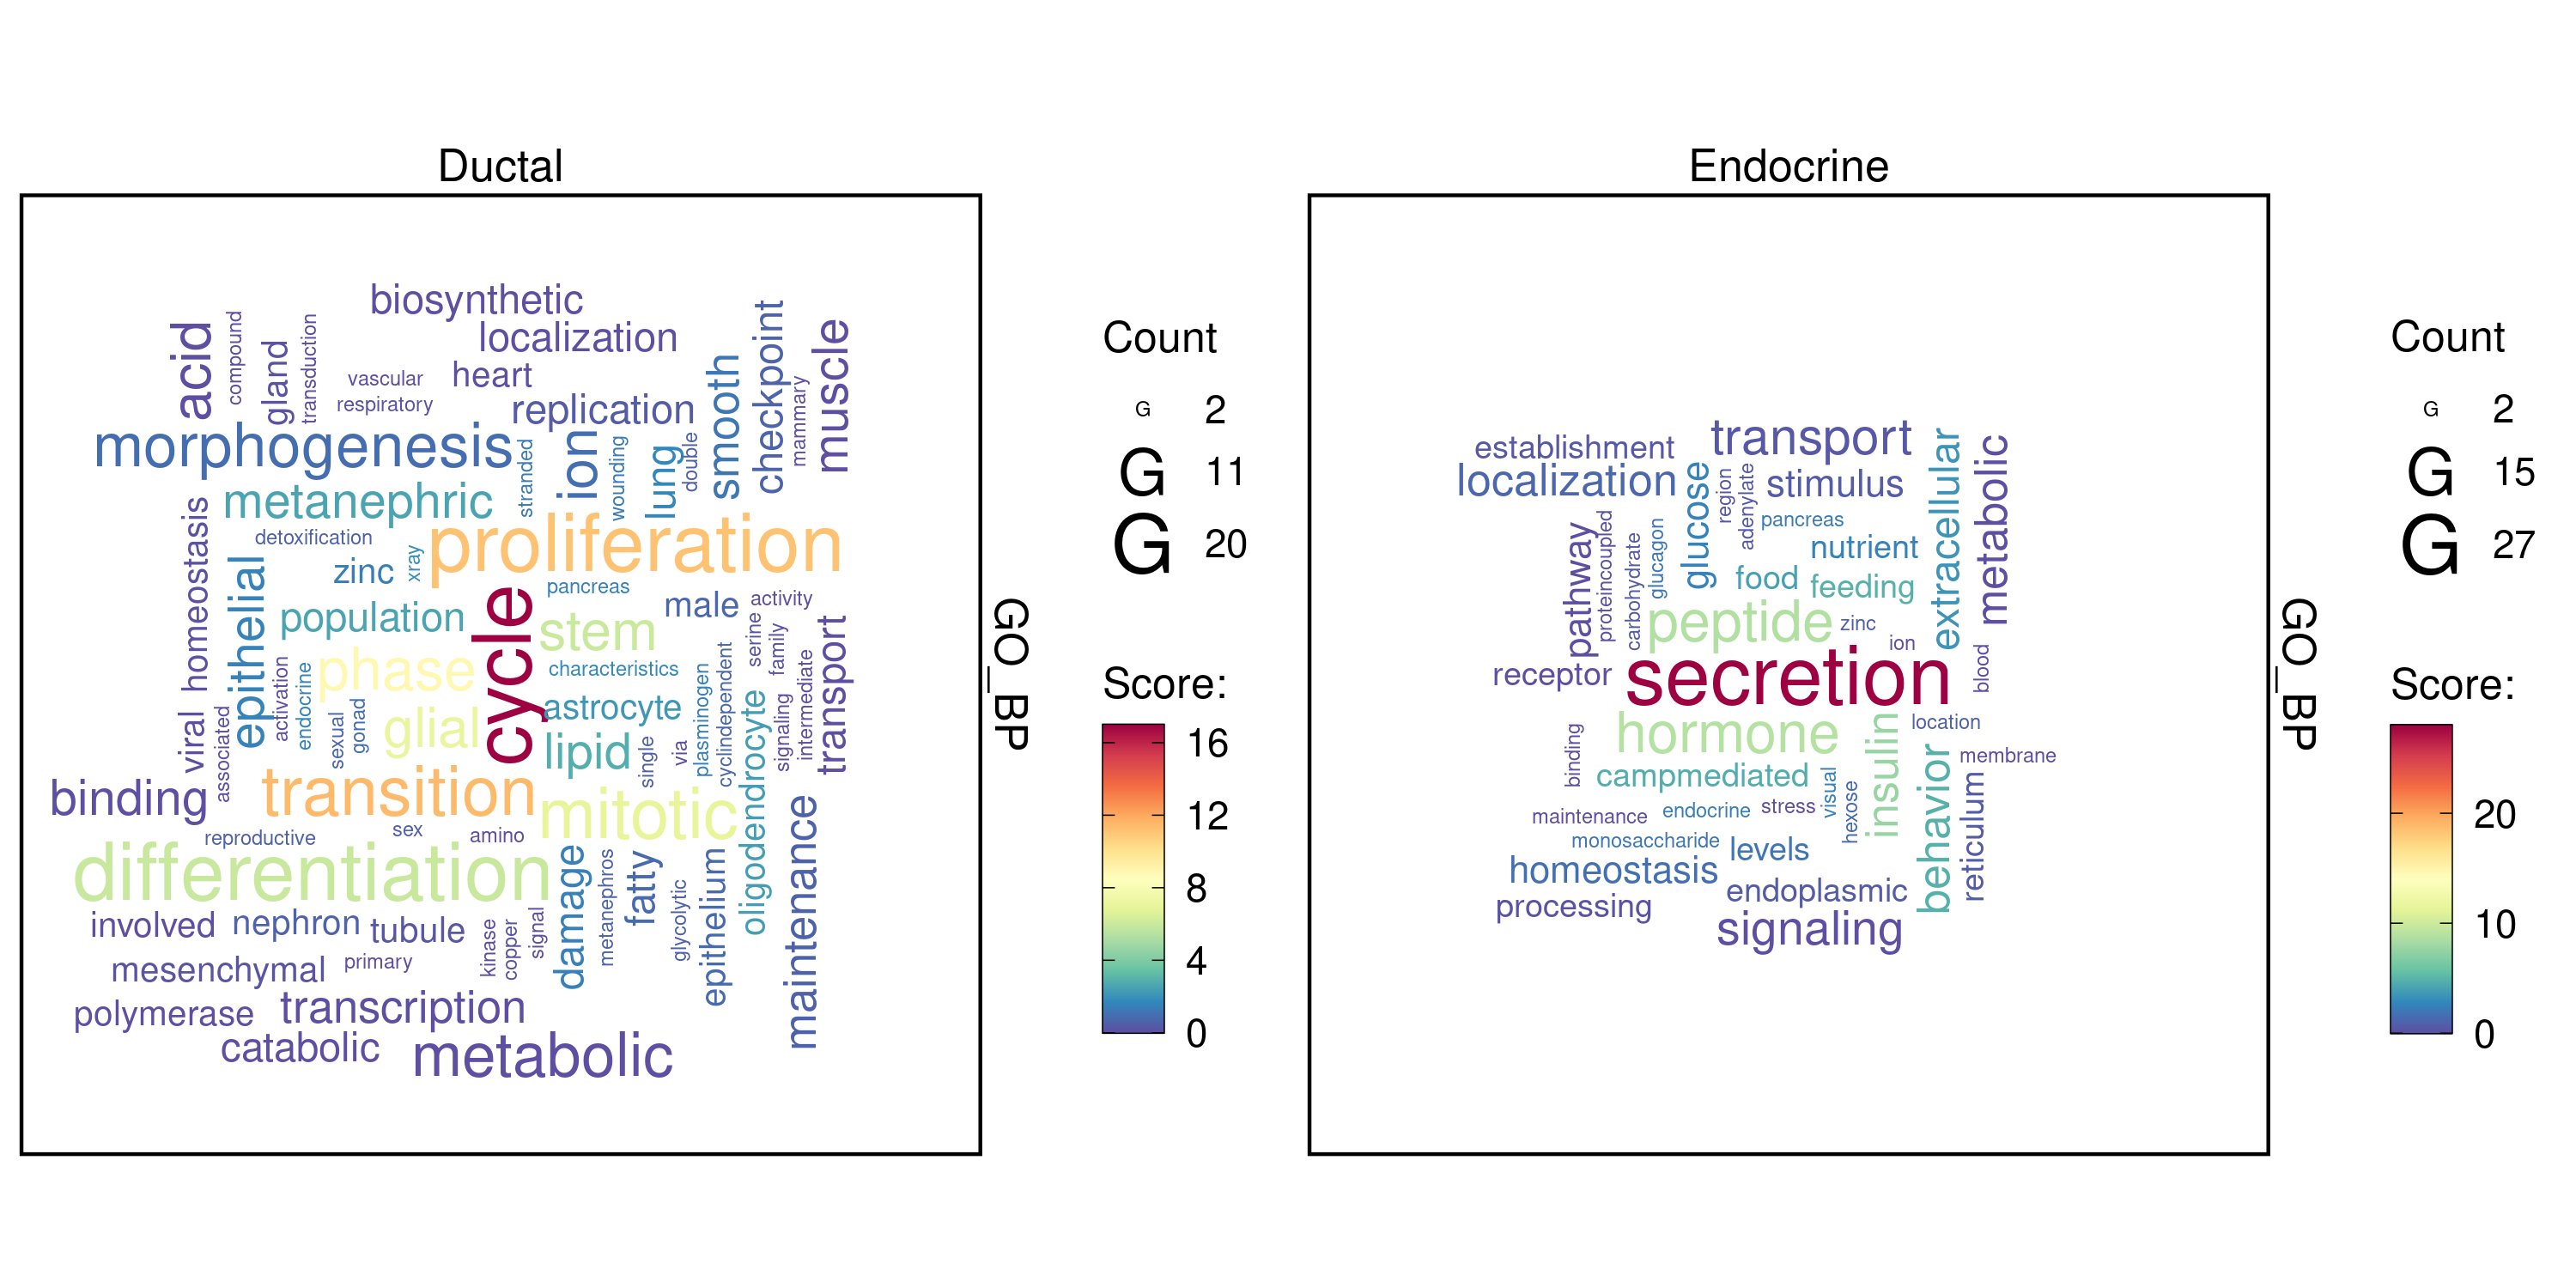 Ductal
biosynthetic
localization
acid
compound
gland
transduction
vascular
heart
respiratory
replication
smooth
checkpoint
mammary
muscle
morphogenesis
stranded
ion
wounding
lung
double
metanephric
homeostasis
detoxification
proliferation
zinc
xray
epithelial
pancreas
population
cycle
male
activity
stem
serine
family
transport
phase
characteristics
activation
endocrine
plasminogen
cyclindependent
intermediate
viral
associated
sexual
gonad
glial
astrocyte
lipid
single
via
oligodendrocyte
signaling
binding
transition
mitotic
reproductive
sex
amino
maintenance
differentiation
damage
metanephros
fatty
glycolytic
epithelium
involved
nephron
tubule
kinase
copper
signal
mesenchymal
primary
polymerase
transcription
catabolic
metabolic
GO_BP
Count
G 2
G 11
G 20
Score:
16
12
8
4
0
Endocrine
establishment
transport
localization
glucose
region
adenylate
stimulus
extracellular
metabolic
pathway
proteincoupled
carbohydrate
glucagon
pancreas
nutrient
food
feeding
peptide
zinc
ion
receptor
secretion
blood
hormone
insulin
location
binding
campmediated
visual
hexose
behavior
membrane
reticulum
maintenance
endocrine
stress
monosaccharide
levels
homeostasis
endoplasmic
processing
signaling
GO_BP
Count
G 2
G 15
G 27
Score:
20
10
0